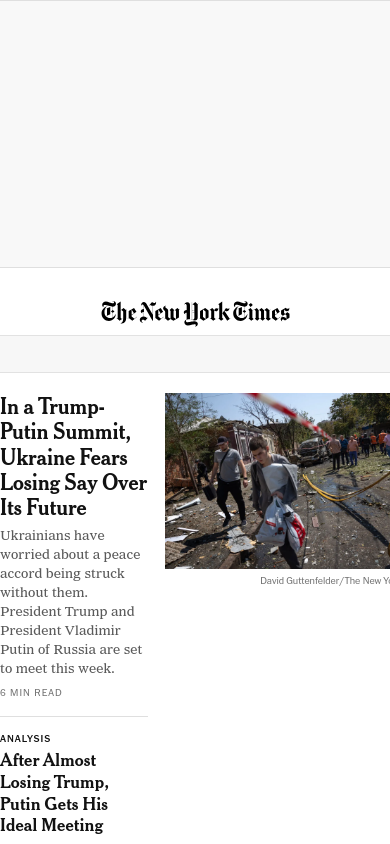 The New York Times
In a Trump-
Putin Summit,
Ukraine Fears
Losing Say Over
Its Future
Ukrainians have
worried about a peace
accord being struck
without them.
President Trump and
President Vladimir
Putin of Russia are set
to meet this week.
6 MIN READ
David Guttenfelder/The New Yo
ANALYSIS
After Almost
Losing Trump,
Putin Gets His
Ideal Meeting